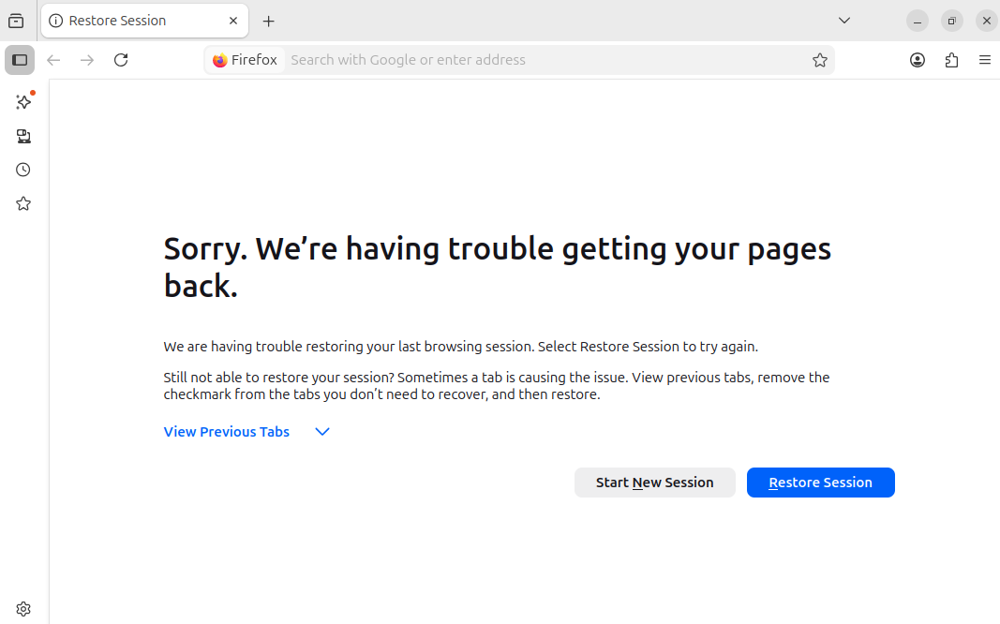 Restore Session
Firefox
Search with Google or enter address
Sorry. We’re having trouble getting your pages
back.
We are having trouble restoring your last browsing session. Select Restore Session to try again.
Still not able to restore your session? Sometimes a tab is causing the issue. View previous tabs, remove the
checkmark from the tabs you don’t need to recover, and then restore.
View Previous Tabs
Start New Session
Restore Session